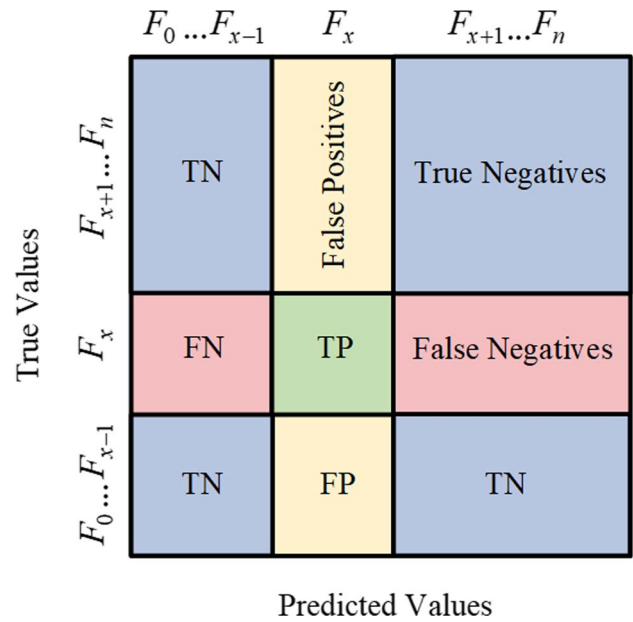 F₀ ...Fₓ₋₁ Fₓ Fₓ₊₁...Fₙ
Fₓ₊₁...Fₙ
TN
False Positives
True Negatives
True Values
Fₓ
FN
TP
False Negatives
F₀ ...Fₓ₋₁
TN
FP
TN
Predicted Values